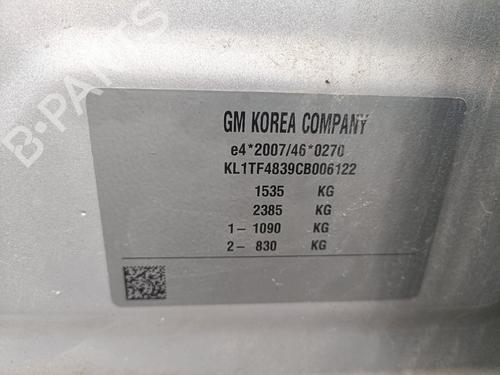 B-PARTS
GM KOREA COMPANY
e4*2007/46*0270
KL1TF4839CB006122
1535 KG
2385 KG
1- 1090 KG
2- 830 KG